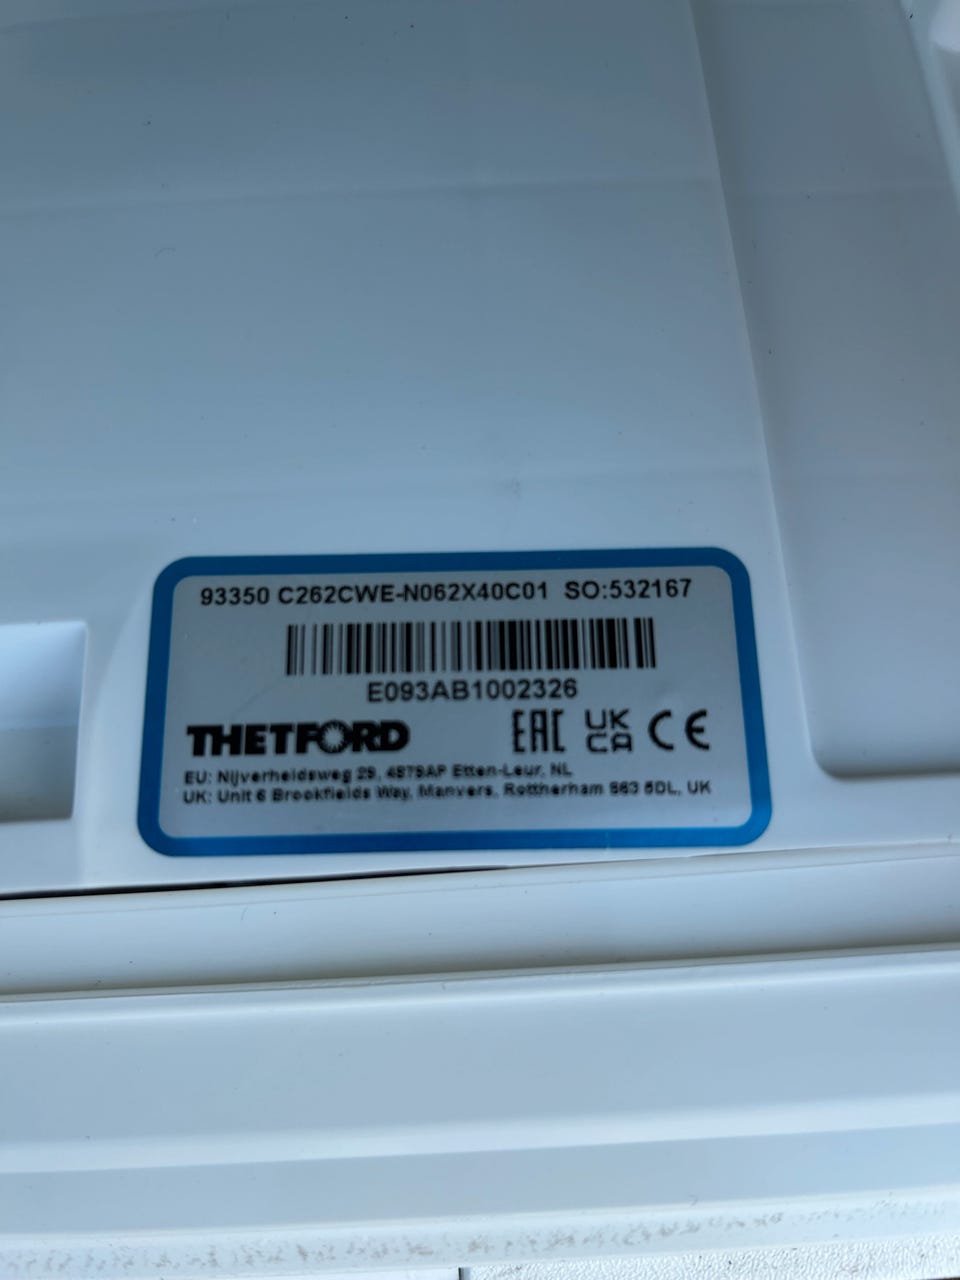 93350 C262CWE-N062X40C01 SO:532167
E093AB1002326
THETFORD EAC UK CA CE
EU: Nijverheidsweg 29, 4879AP Etten-Leur, NL
UK: Unit 6 Brookfields Way, Manvers, Rottherham S63 5DL, UK